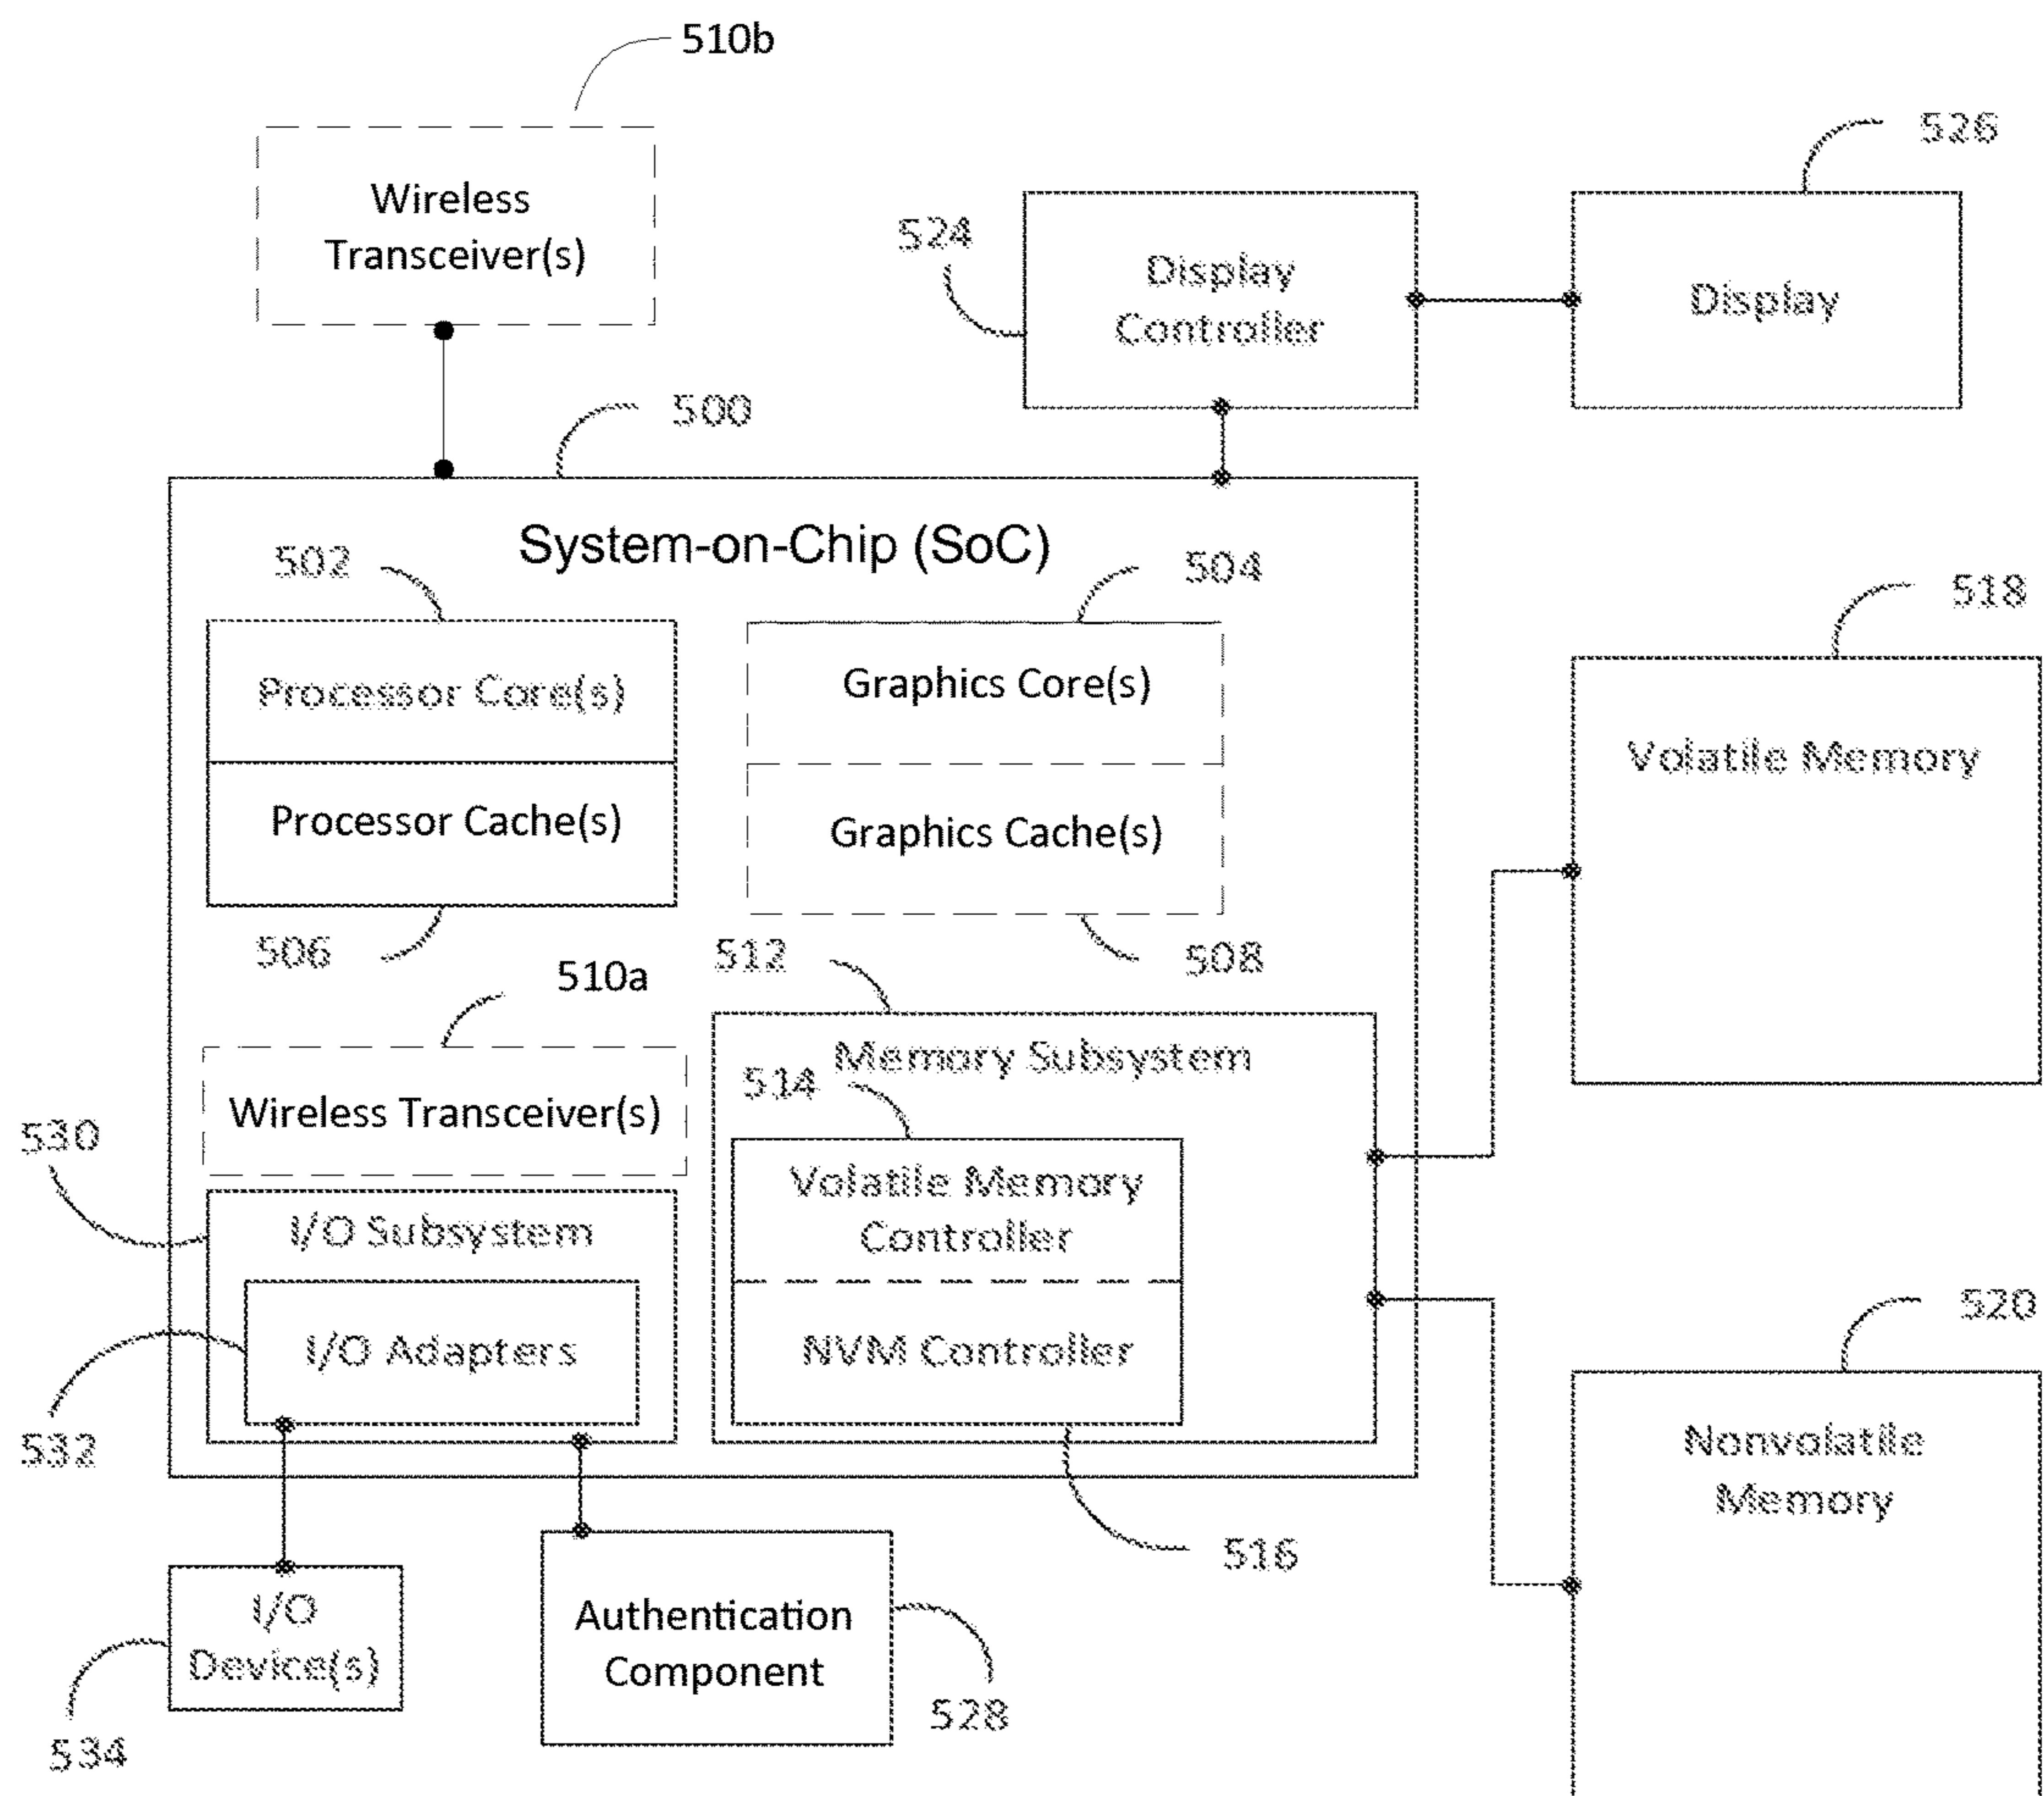 510b
526
Wireless
Transceiver(s)
524
Display
Controller
Display
500
System-on-Chip (SoC)
502
504
518
Processor Core(s)
Graphics Core(s)
Volatile Memory
Processor Cache(s)
Graphics Cache(s)
506
510a
512
508
Memory Subsystem
514
Wireless Transceiver(s)
530
Volatile Memory
Controller
I/O Subsystem
520
I/O Adapters
NVM Controller
532
Nonvolatile
Memory
516
I/O
Device(s)
Authentication
Component
528
534